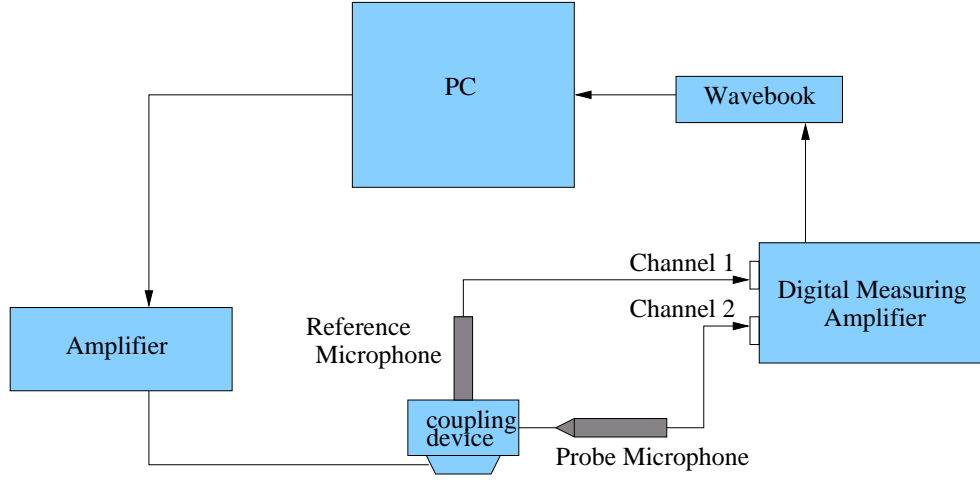 PC
Wavebook
Channel 1
Channel 2
Digital Measuring
Amplifier
Amplifier
Reference
Microphone
coupling
device
Probe Microphone